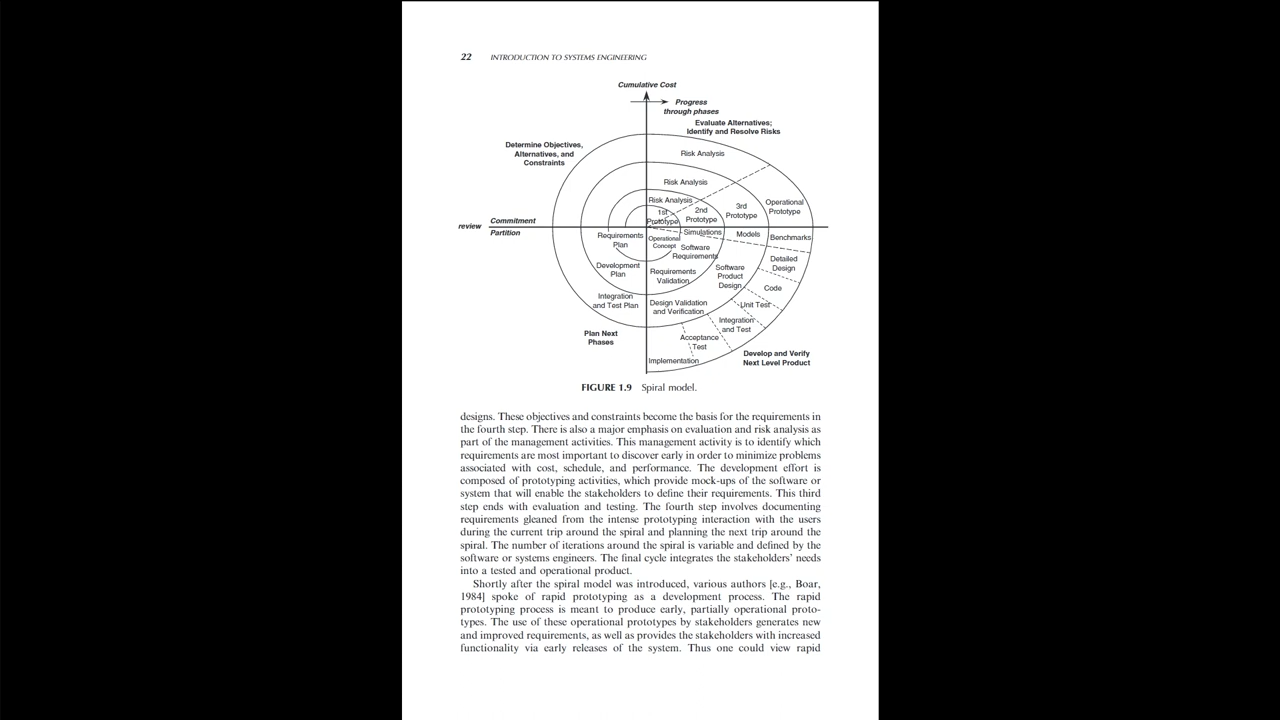 22 INTRODUCTION TO SYSTEMS ENGINEERING
Cumulative Cost
Progress
through phases
Evaluate Alternatives;
Identify and Resolve Risks
Determine Objectives,
Alternatives, and
Constraints
Risk Analysis
Risk Analysis
Risk Analysis
1st
Prototype
2nd
Prototype
3rd
Prototype
Operational
Prototype
review
Commitment
Partition
Requirements
Plan
Operational
Concept
Simulations
Models
Benchmarks
Software
Requirements
Detailed
Design
Development
Plan
Requirements
Validation
Software
Product
Design
Code
Integration
and Test Plan
Design Validation
and Verification
Unit Test
Integration
and Test
Plan Next
Phases
Acceptance
Test
Implementation
Develop and Verify
Next Level Product
FIGURE 1.9 Spiral model.
designs. These objectives and constraints become the basis for the requirements in
the fourth step. There is also a major emphasis on evaluation and risk analysis as
part of the management activities. This management activity is to identify which
requirements are most important to discover early in order to minimize problems
associated with cost, schedule, and performance. The development effort is
composed of prototyping activities, which provide mock-ups of the software or
system that will enable the stakeholders to define their requirements. This third
step ends with evaluation and testing. The fourth step involves documenting
requirements gleaned from the intense prototyping interaction with the users
during the current trip around the spiral and planning the next trip around the
spiral. The number of iterations around the spiral is variable and defined by the
software or systems engineers. The final cycle integrates the stakeholders' needs
into a tested and operational product.
Shortly after the spiral model was introduced, various authors [e.g., Boar,
1984] spoke of rapid prototyping as a development process. The rapid
prototyping process is meant to produce early, partially operational proto-
types. The use of these operational prototypes by stakeholders generates new
and improved requirements, as well as provides the stakeholders with increased
functionality via early releases of the system. Thus one could view rapid